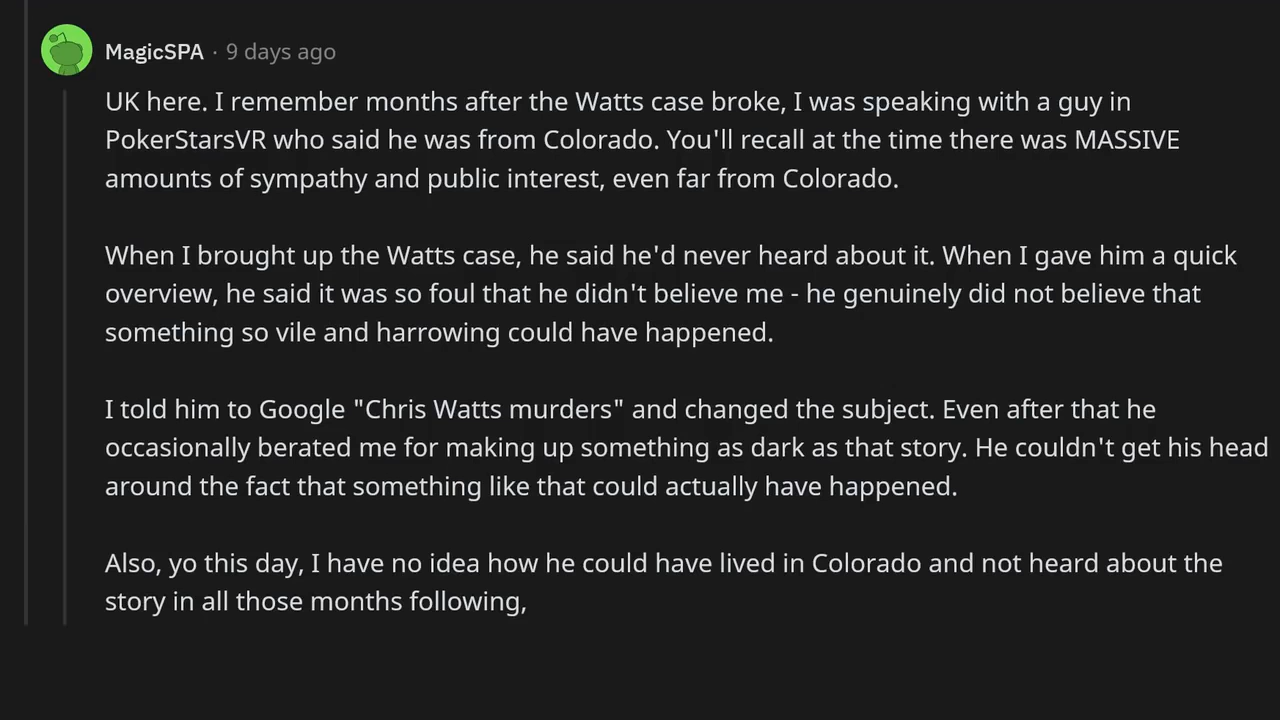 MagicSPA · 9 days ago
UK here. I remember months after the Watts case broke, I was speaking with a guy in
PokerStarsVR who said he was from Colorado. You'll recall at the time there was MASSIVE
amounts of sympathy and public interest, even far from Colorado.
When I brought up the Watts case, he said he'd never heard about it. When I gave him a quick
overview, he said it was so foul that he didn't believe me - he genuinely did not believe that
something so vile and harrowing could have happened.
I told him to Google "Chris Watts murders" and changed the subject. Even after that he
occasionally berated me for making up something as dark as that story. He couldn't get his head
around the fact that something like that could actually have happened.
Also, yo this day, I have no idea how he could have lived in Colorado and not heard about the
story in all those months following,